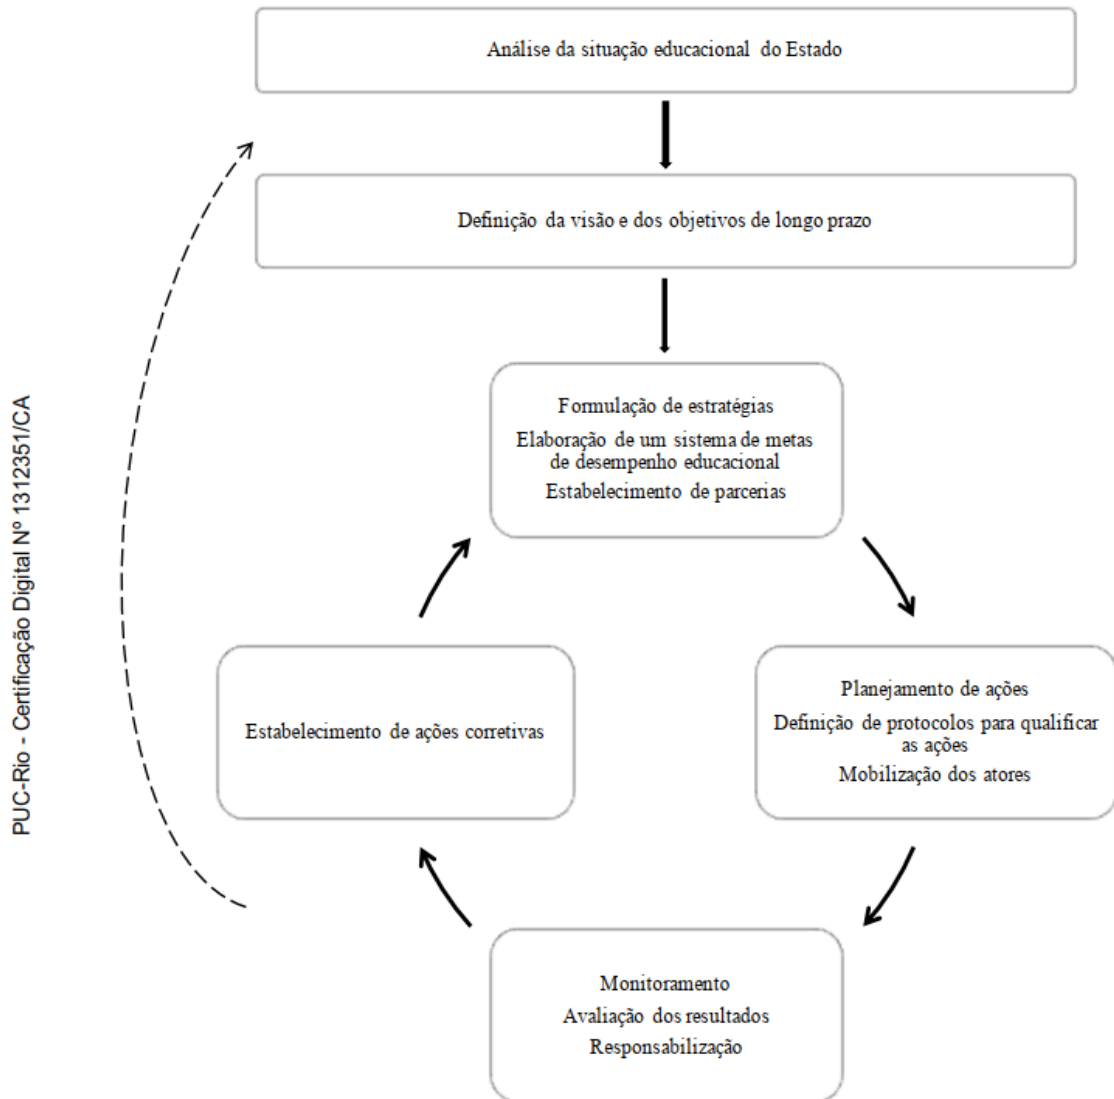 Análise da situação educacional do Estado
Definição da visão e dos objetivos de longo prazo
Formulação de estratégias
Elaboração de um sistema de metas
de desempenho educacional
Estabelecimento de parcerias
Planejamento de ações
Definição de protocolos para qualificar
as ações
Mobilização dos atores
Estabelecimento de ações corretivas
Monitoramento
Avaliação dos resultados
Responsabilização
PUC-Rio - Certificação Digital Nº 1312351/CA